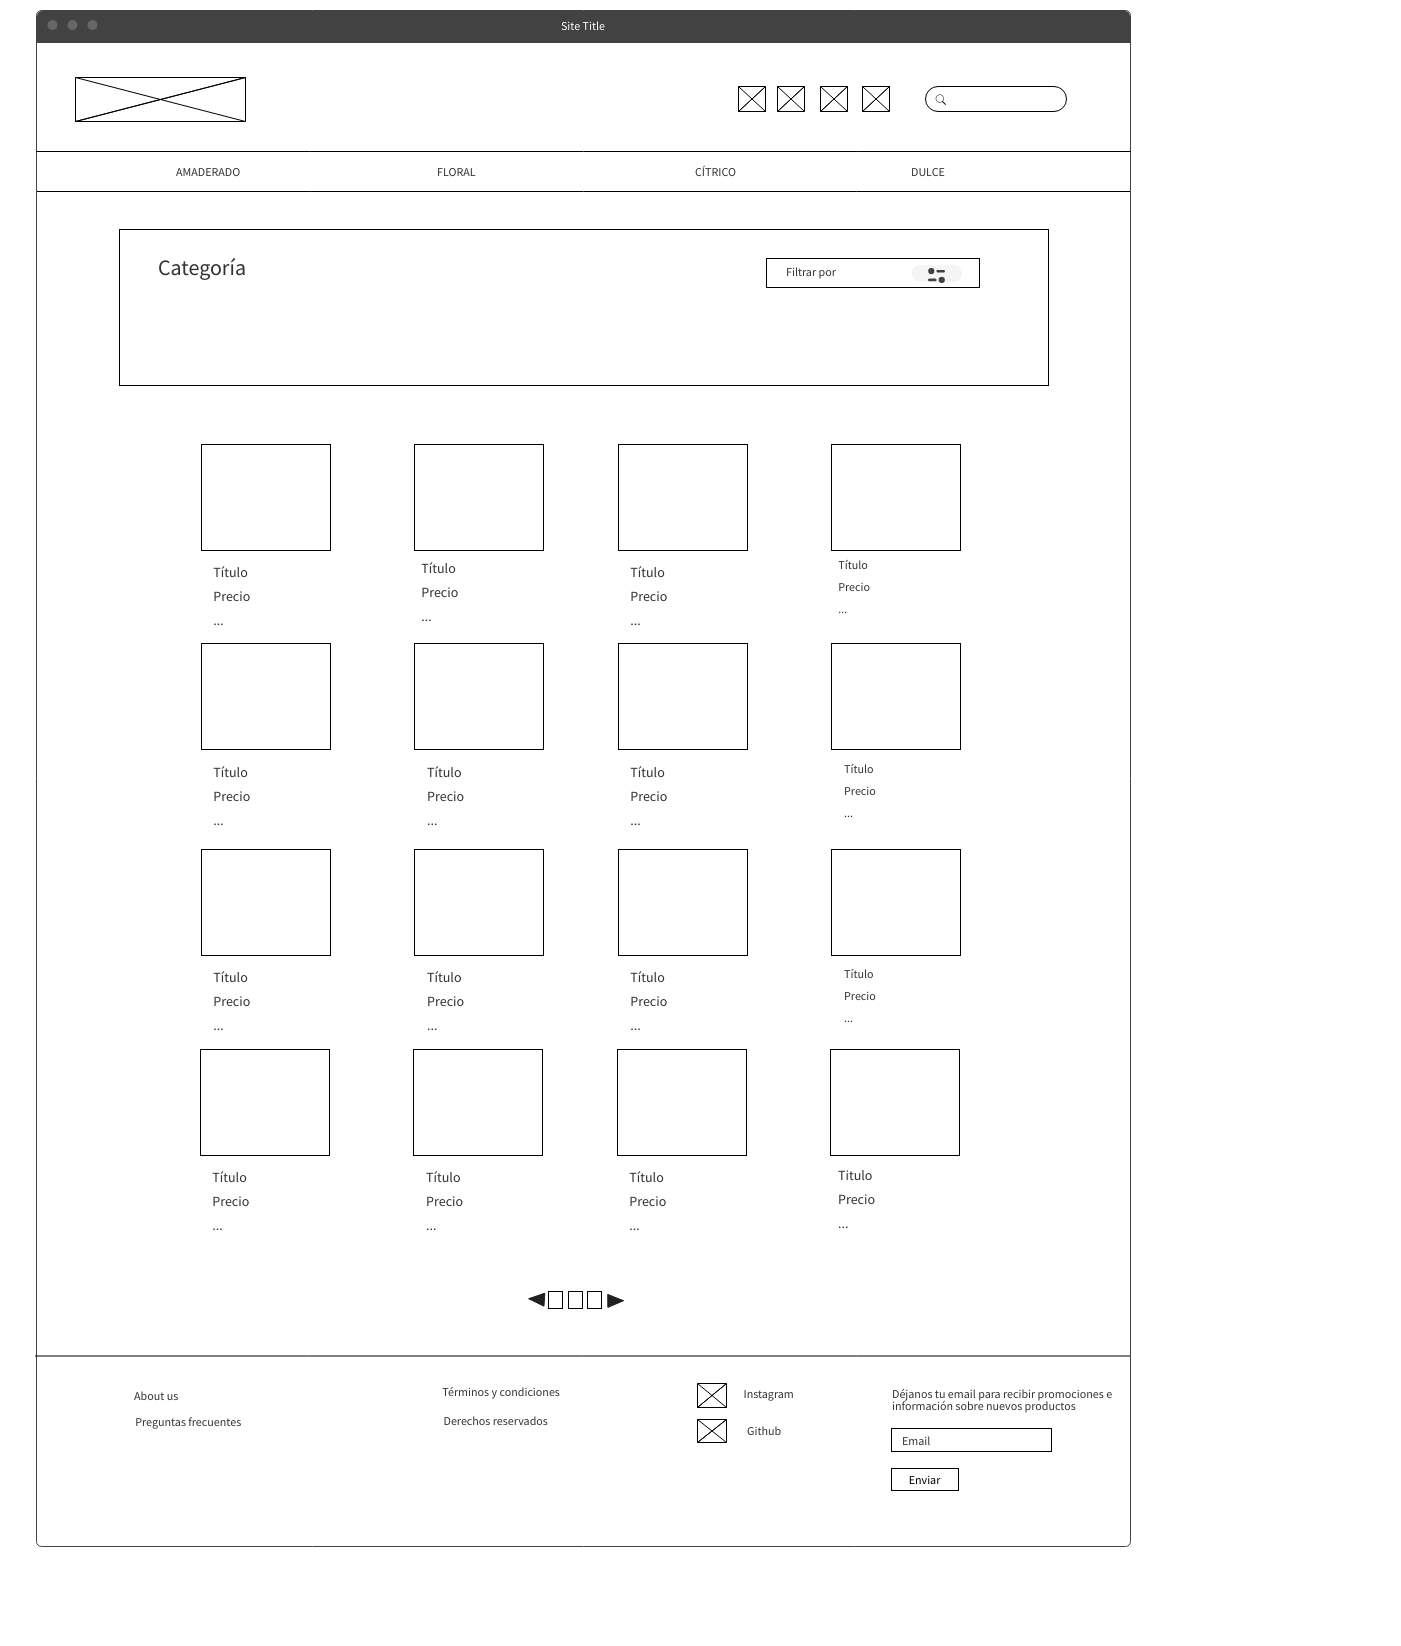 Site Title
AMADERADO
FLORAL
CÍTRICO
DULCE
Categoría
Filtrar por
Título
Precio
...
Título
Precio
...
Título
Precio
...
Título
Precio
...
Título
Precio
...
Título
Precio
...
Título
Precio
...
Título
Precio
...
Título
Precio
...
Título
Precio
...
Título
Precio
...
Título
Precio
...
Título
Precio
...
Título
Precio
...
Título
Precio
...
Titulo
Precio
...
About us
Preguntas frecuentes
Términos y condiciones
Derechos reservados
Instagram
Github
Déjanos tu email para recibir promociones e
información sobre nuevos productos
Email
Enviar